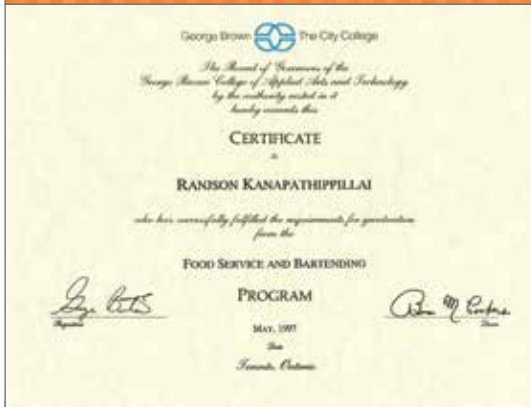 George Brown The City College
The Board of Governors of the
George Brown College of Applied Arts and Technology
by the authority vested in it
hereby awards this
CERTIFICATE
to
RANJSON KANAPATHIPPILLAI
who has successfully fulfilled the requirements for graduation
from the
FOOD SERVICE AND BARTENDING
PROGRAM
MAY, 1997
Date
Toronto, Ontario
Registrar